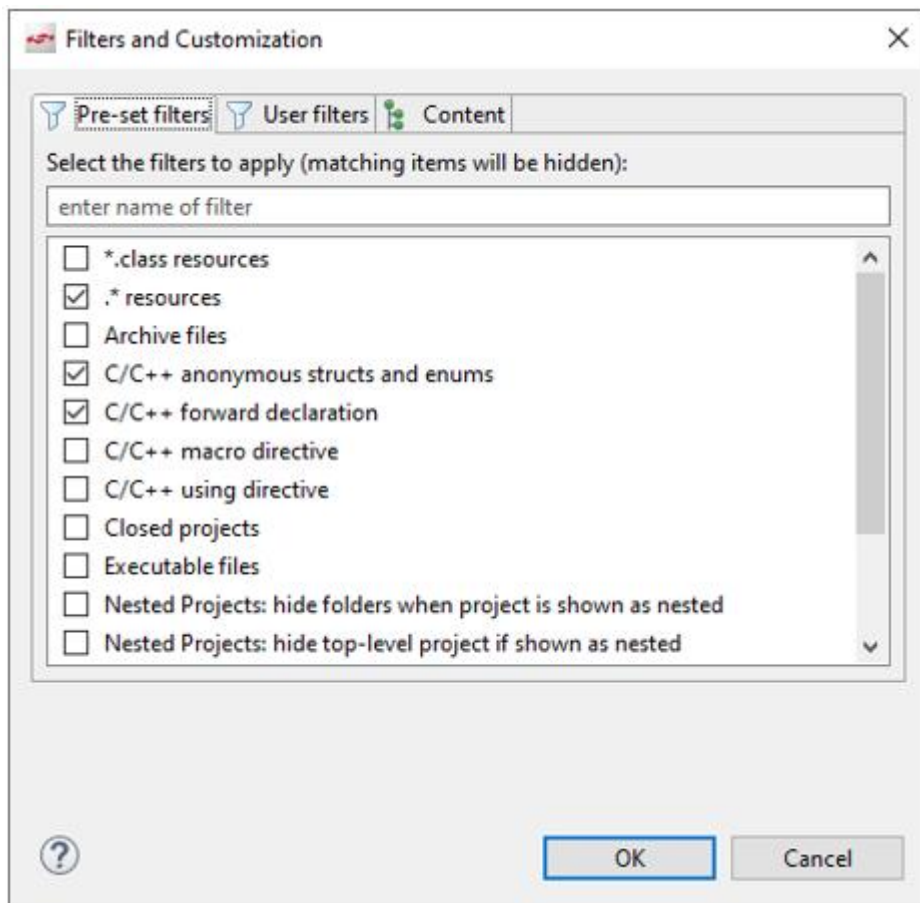 Filters and Customization
Pre-set filters User filters Content
Select the filters to apply (matching items will be hidden):
enter name of filter
*.class resources
.* resources
Archive files
C/C++ anonymous structs and enums
C/C++ forward declaration
C/C++ macro directive
C/C++ using directive
Closed projects
Executable files
Nested Projects: hide folders when project is shown as nested
Nested Projects: hide top-level project if shown as nested
OK Cancel